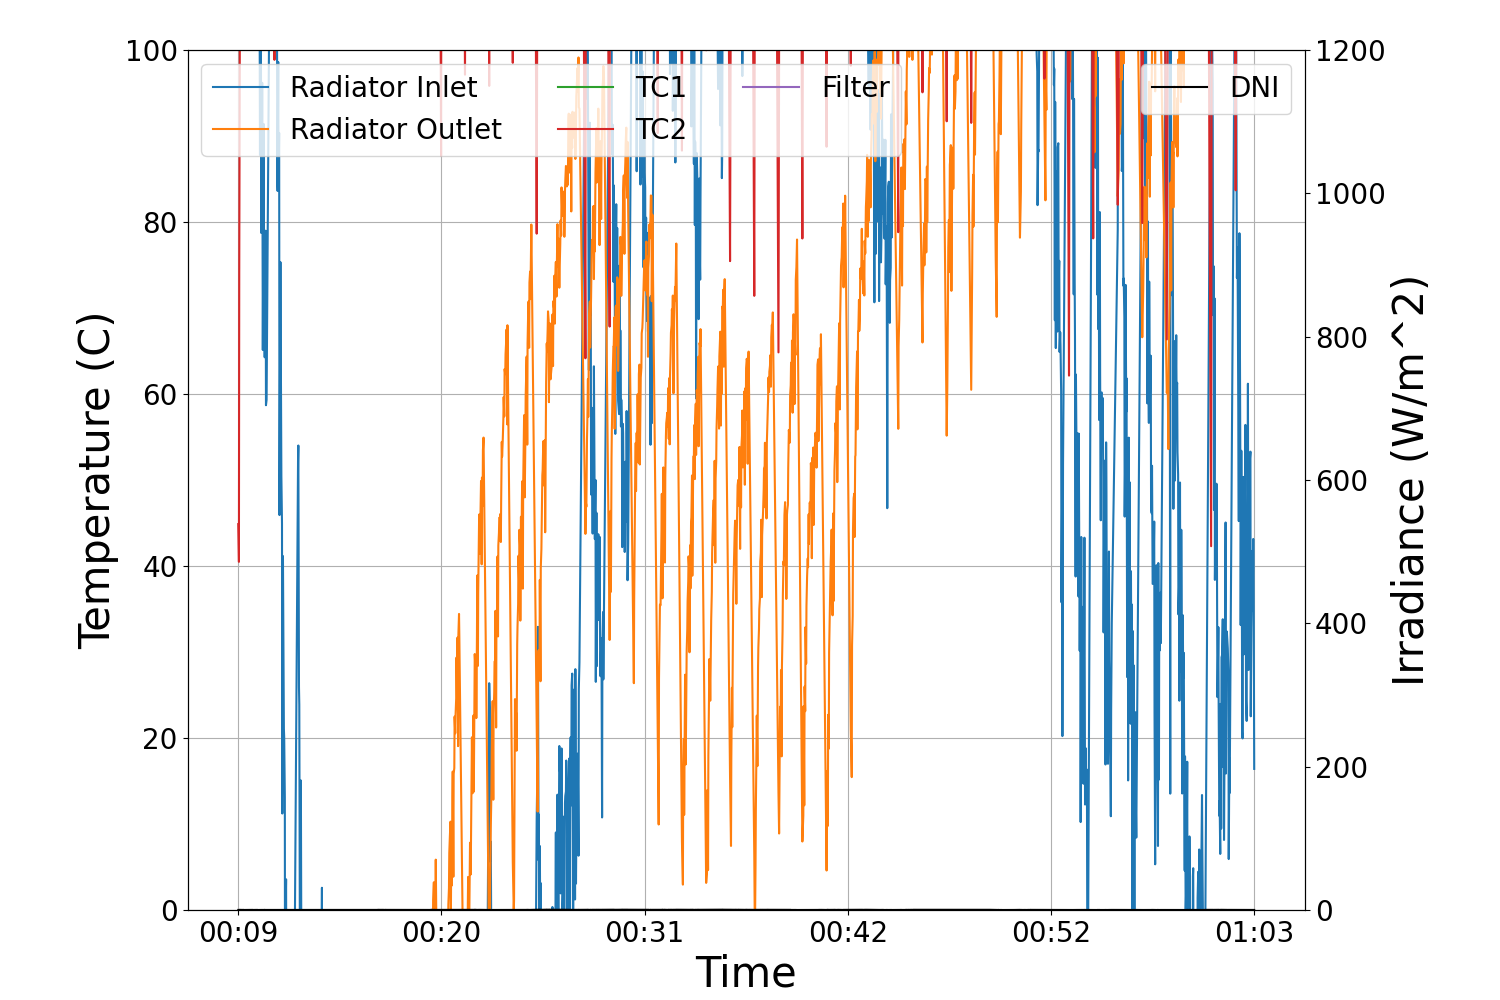 Radiator Inlet
Radiator Outlet
TC1
TC2
Filter
DNI
Temperature (C)
100
80
60
40
20
0
Irradiance (W/m^2)
1200
1000
800
600
400
200
0
00:09 00:20 00:31 00:42 00:52 01:03
Time